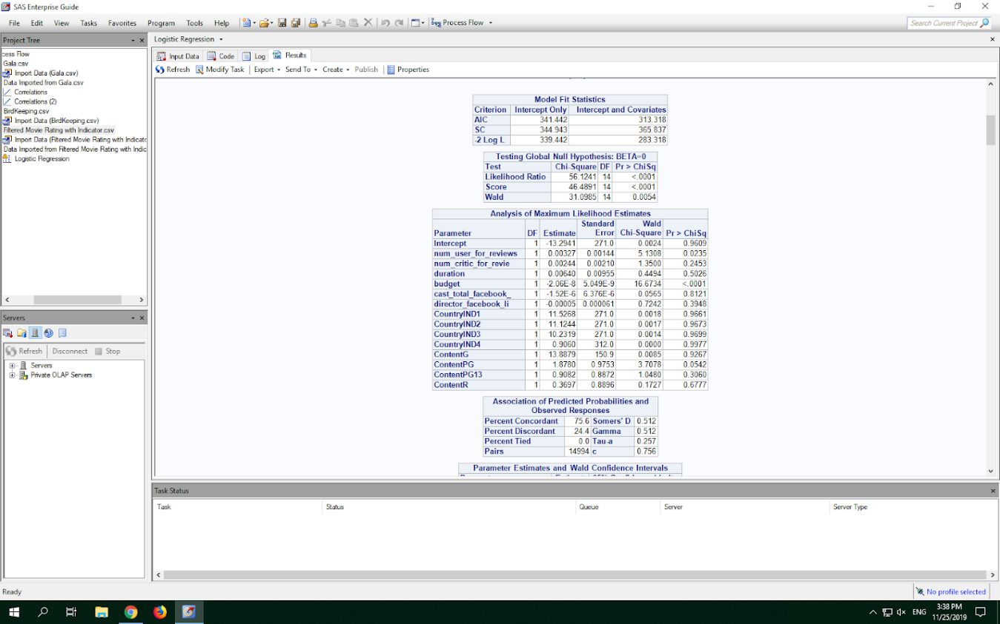 SAS Enterprise Guide
File Edit View Tasks Favorites Program Tools Help Process Flow Search Current Project
Project Tree
cess Flow
Gala.csv
Import Data (Gala.csv)
Data Imported from Gala.csv
Correlations
Correlations (2)
BirdKeeping.csv
Import Data (BirdKeeping.csv)
Filtered Movie Rating with Indicator.csv
Import Data (Filtered Movie Rating with Indicato
Data Imported from Filtered Movie Rating with Indic
Logistic Regression
Servers
Refresh Disconnect Stop
Servers
Private OLAP Servers
Logistic Regression
Input Data Code Log Results
Refresh Modify Task Export Send To Create Publish Properties
Model Fit Statistics
Criterion Intercept Only Intercept and Covariates
AIC 341.442 313.318
SC 344.943 365.837
-2 Log L 339.442 283.318
Testing Global Null Hypothesis: BETA=0
Test Chi-Square DF Pr > ChiSq
Likelihood Ratio 56.1241 14 <.0001
Score 46.4891 14 <.0001
Wald 31.0985 14 0.0054
Analysis of Maximum Likelihood Estimates
Parameter DF Estimate Standard Error Wald Chi-Square Pr > ChiSq
Intercept 1 -13.2941 271.0 0.0024 0.9609
num_user_for_reviews 1 0.00327 0.00144 5.1308 0.0235
num_critic_for_revie 1 0.00244 0.00210 1.3500 0.2453
duration 1 0.00640 0.00955 0.4494 0.5026
budget 1 -2.06E-8 5.049E-9 16.6734 <.0001
cast_total_facebook_ 1 -1.52E-6 6.376E-6 0.0565 0.8121
director_facebook_li 1 -0.00005 0.000061 0.7242 0.3948
CountryIND1 1 11.5268 271.0 0.0018 0.9661
CountryIND2 1 11.1244 271.0 0.0017 0.9673
CountryIND3 1 10.2319 271.0 0.0014 0.9699
CountryIND4 1 0.9060 312.0 0.0000 0.9977
ContentG 1 13.8879 150.9 0.0085 0.9267
ContentPG 1 1.8780 0.9753 3.7078 0.0542
ContentPG13 1 0.9082 0.8872 1.0480 0.3060
ContentR 1 0.3697 0.8896 0.1727 0.6777
Association of Predicted Probabilities and
Observed Responses
Percent Concordant 75.6 Somers' D 0.512
Percent Discordant 24.4 Gamma 0.512
Percent Tied 0.0 Tau-a 0.257
Pairs 14994 c 0.756
Parameter Estimates and Wald Confidence Intervals
Task Status
Task Status Queue Server Server Type
Ready
No profile selected
ENG
3:38 PM
11/25/2019